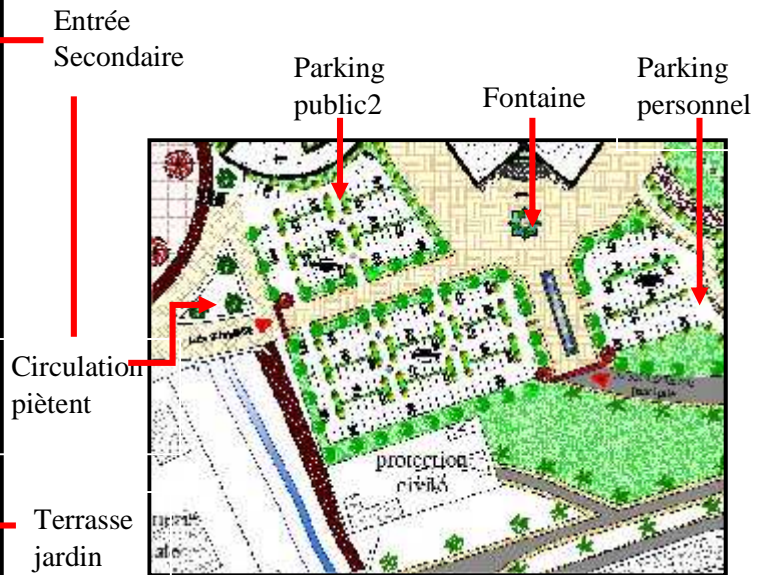 Entrée
Secondaire
Parking
public2
Fontaine
Parking
personnel
Circulation
piètent
Terrasse
jardin
protection
civile